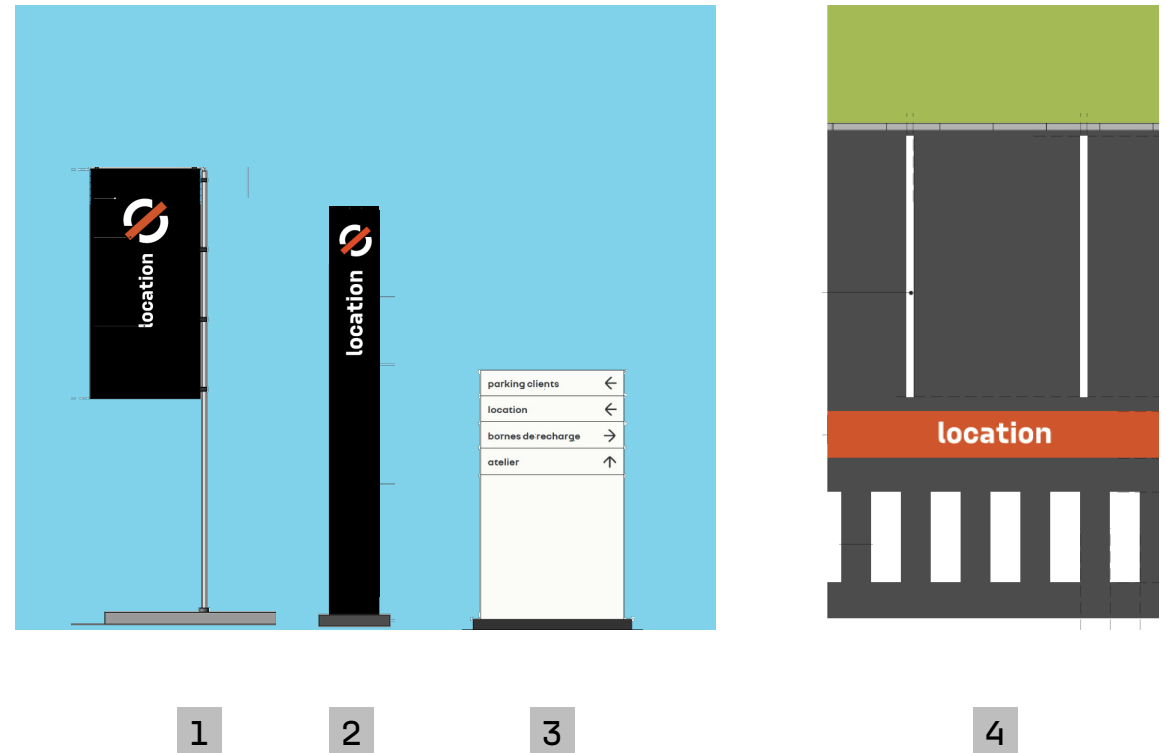 location
location
parking clients
location
bornes de recharge
atelier
location
1
2
3
4